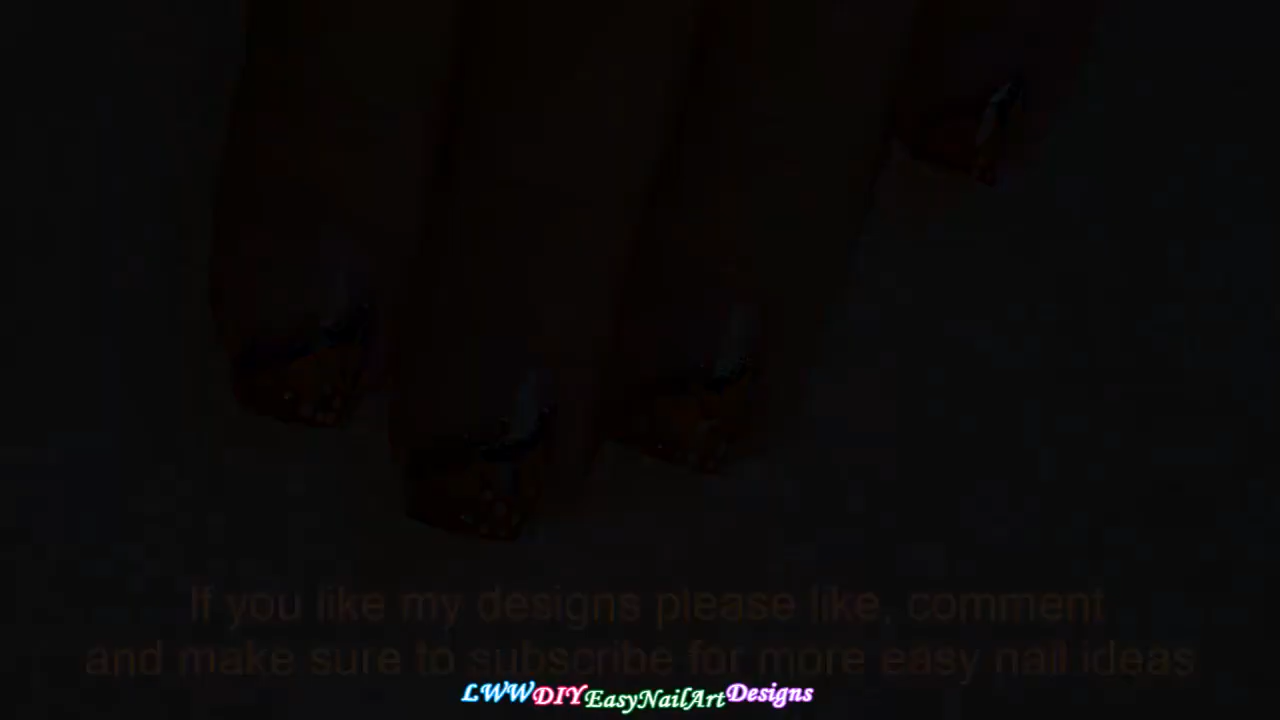 If you like my designs please like, comment
and make sure to subscribe for more easy nail ideas
LWWDIYEasyNailArtDesigns